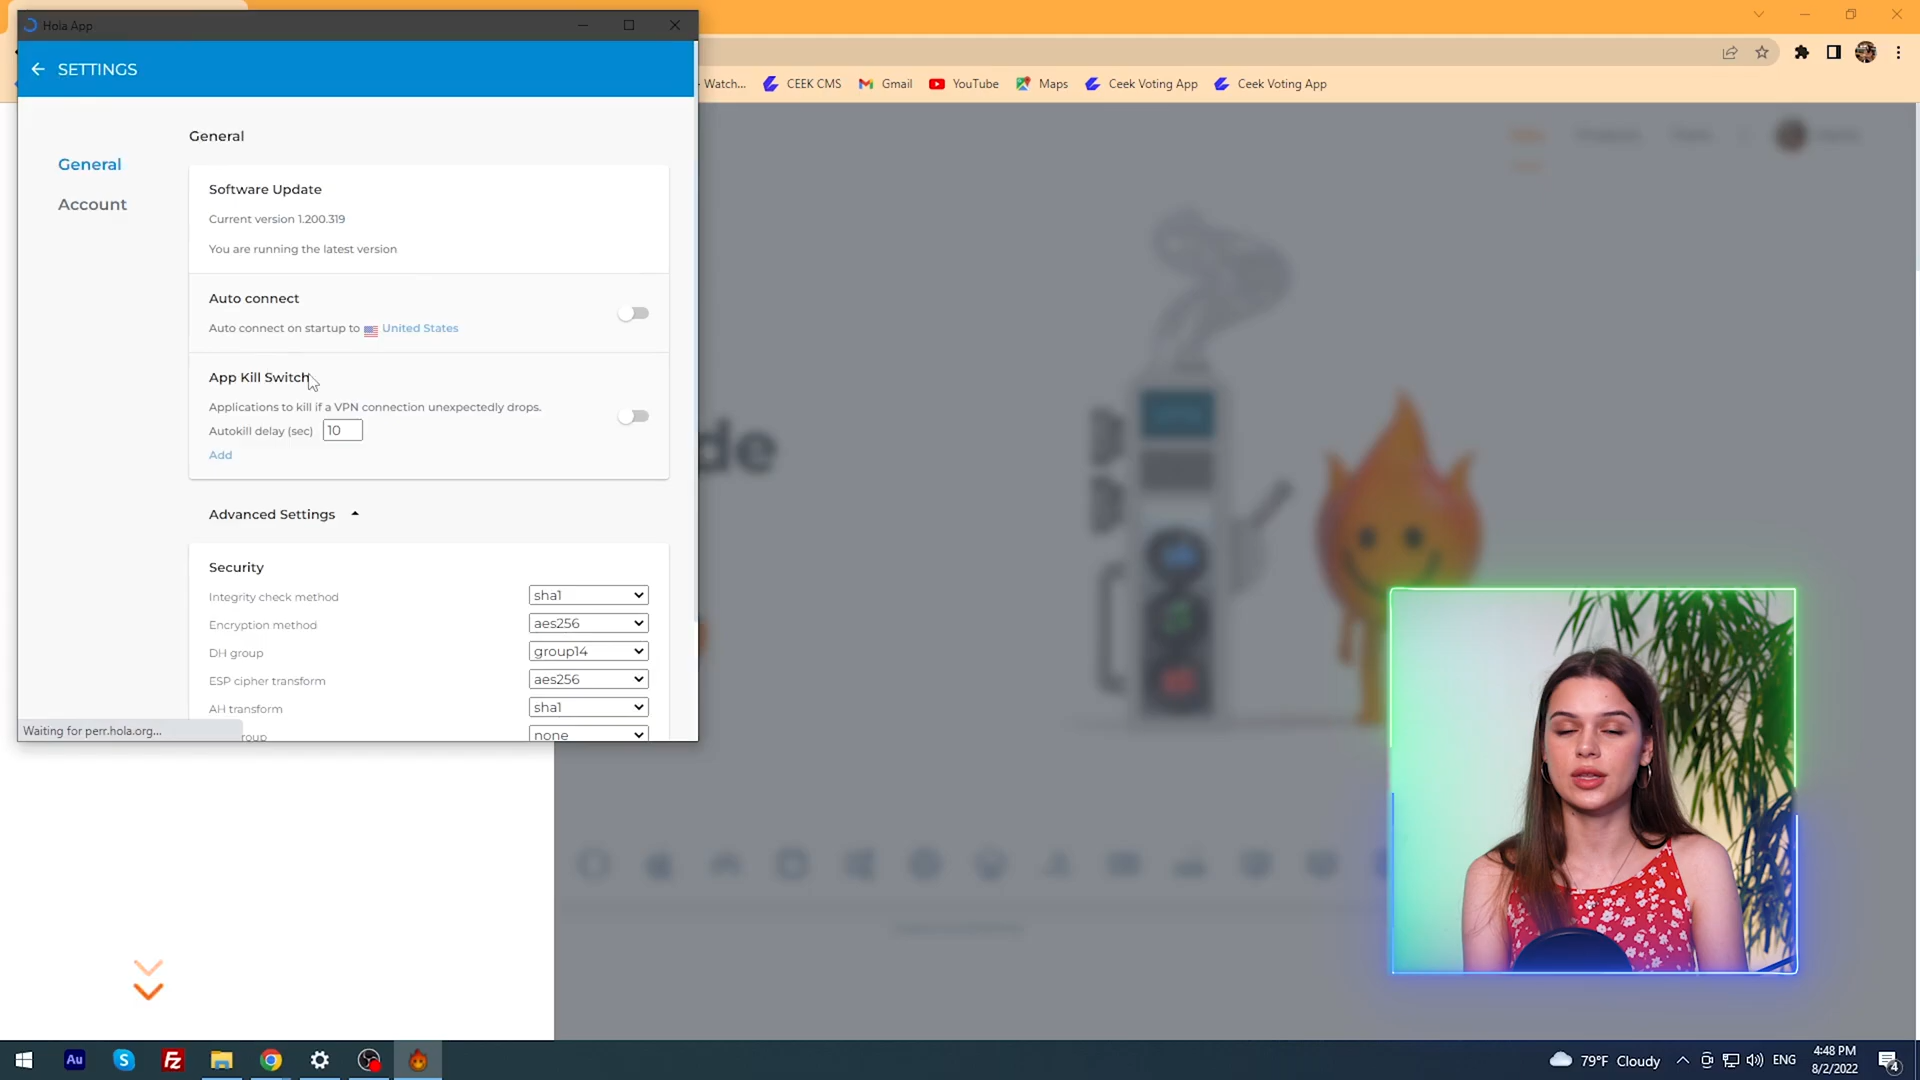 Hola App
SETTINGS
Watch...
CEEK CMS
Gmail
YouTube
Maps
Ceek Voting App
Ceek Voting App
General
General
Account
Software Update
Current version 1.200.319
You are running the latest version
Auto connect
Auto connect on startup to United States
App Kill Switch
Applications to kill if a VPN connection unexpectedly drops.
Autokill delay (sec) 10
Add
de
Advanced Settings
Security
Integrity check method sha1
Encryption method aes256
DH group group14
ESP cipher transform aes256
AH transform sha1
roup none
Waiting for perr.hola.org...
Au
S
Fz
79°F Cloudy
ENG
4:48 PM
8/2/2022
4